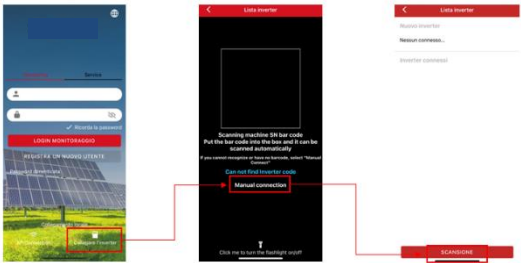 Service
Ricorda la password
LOGIN MONITORAGGIO
REGISTRA UN NUOVO UTENTE
Password dimenticata
Collegare l'inverter
Lista inverter
Scanning machine SN bar code
Put the bar code into the box and it can be
scanned automatically
If you cannot recognize or have no barcode, select "Manual
Connect"
Can not find Inverter code
Manual connection
Click me to turn the flashlight on/off
Lista inverter
Nuovo inverter
Nessun connesso...
Inverter connessi
SCANSIONE